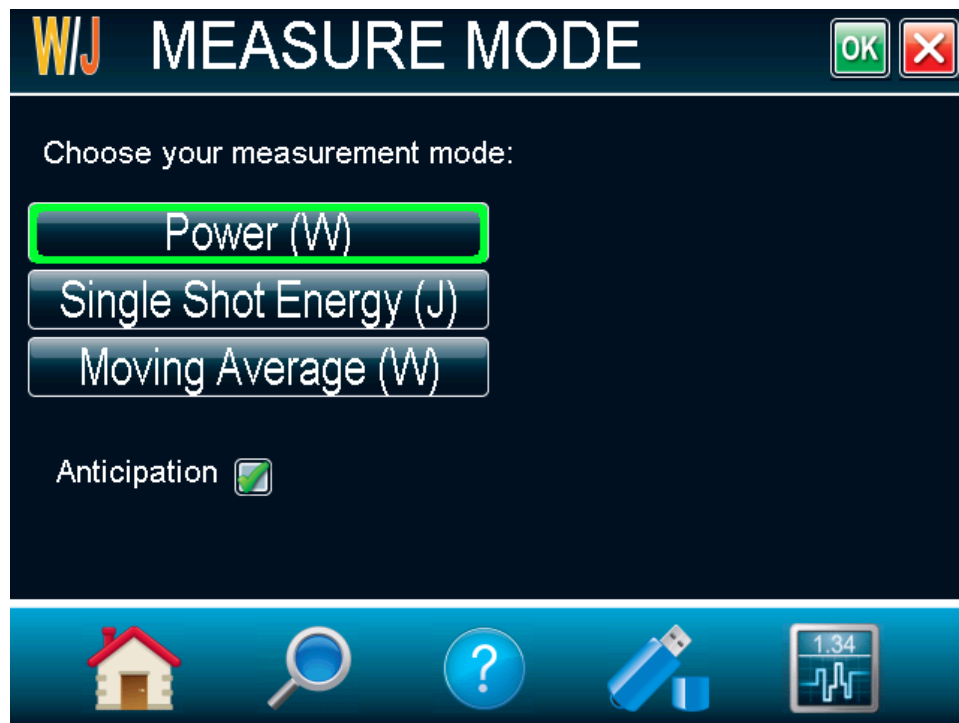 W/J MEASURE MODE OK
Choose your measurement mode:
Power (W)
Single Shot Energy (J)
Moving Average (W)
Anticipation
?
1.34